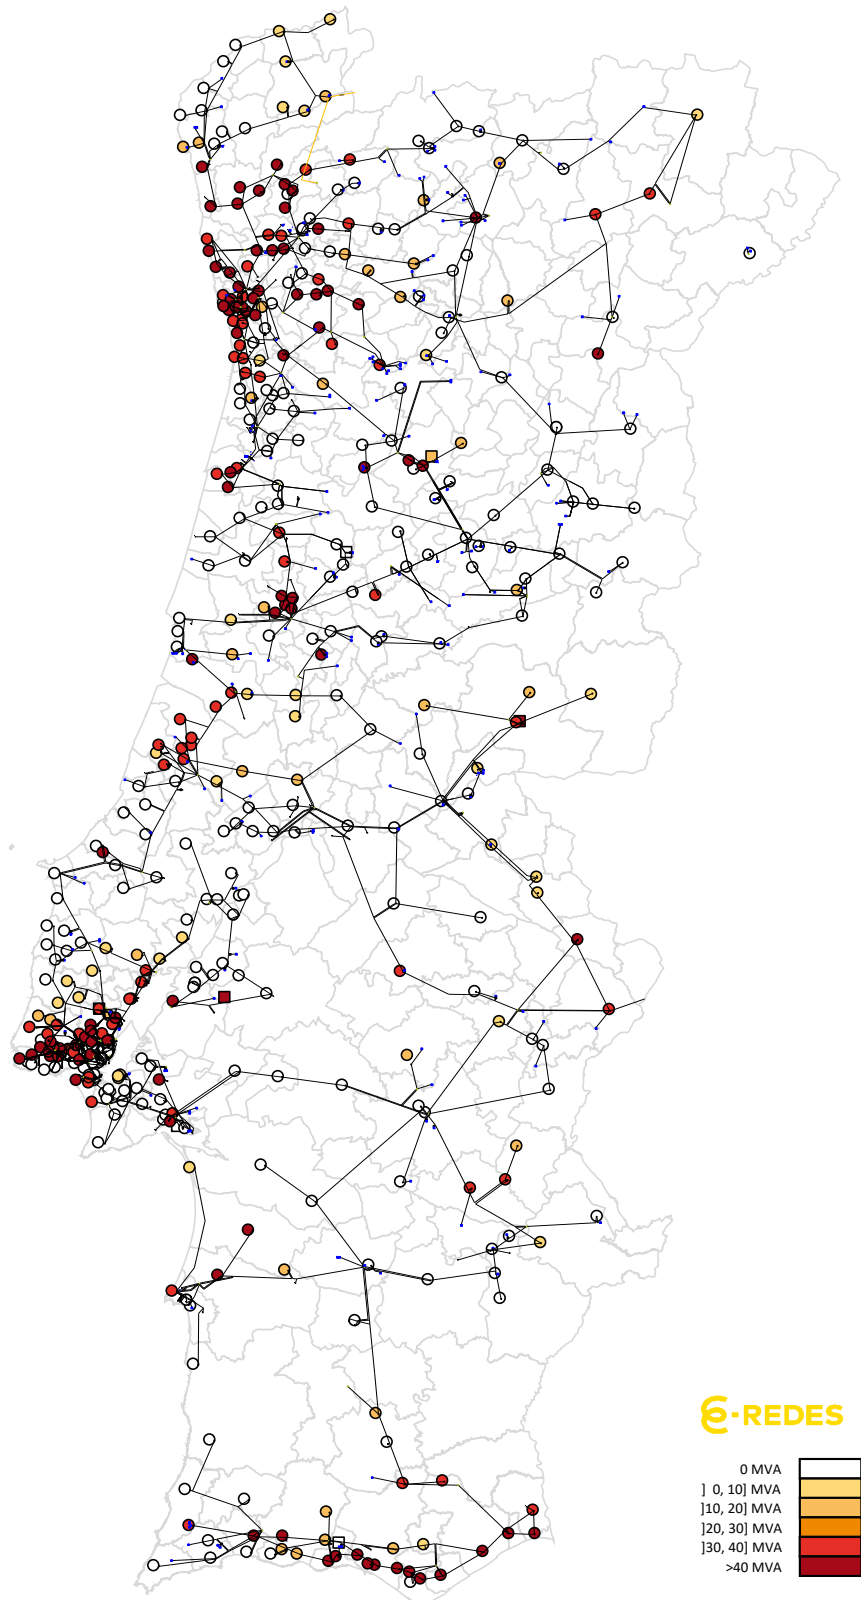 E-REDES
0 MVA
] 0, 10] MVA
]10, 20] MVA
]20, 30] MVA
]30, 40] MVA
>40 MVA